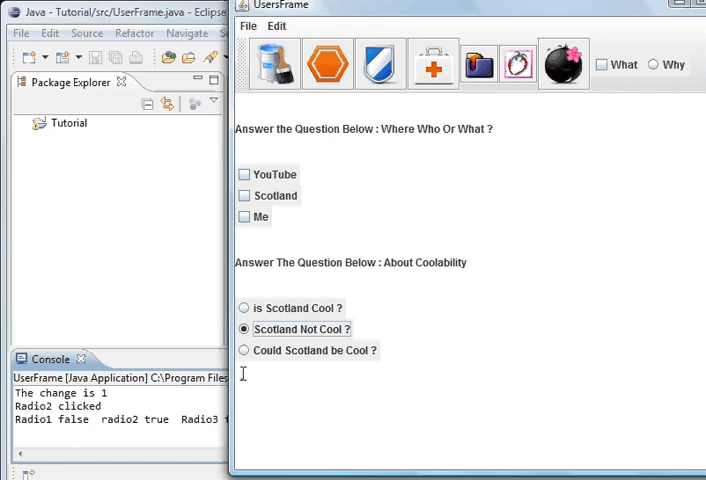 Java - Tutorial/src/UserFrame.java - Eclipse
File Edit Source Refactor Navigate
Package Explorer
Tutorial
Console
UserFrame [Java Application] C:\Program Files
The change is 1
Radio2 clicked
Radio1 false radio2 true Radio3
UsersFrame
File Edit
What Why
Answer the Question Below : Where Who Or What ?
YouTube
Scotland
Me
Answer The Question Below : About Coolability
is Scotland Cool ?
Scotland Not Cool ?
Could Scotland be Cool ?